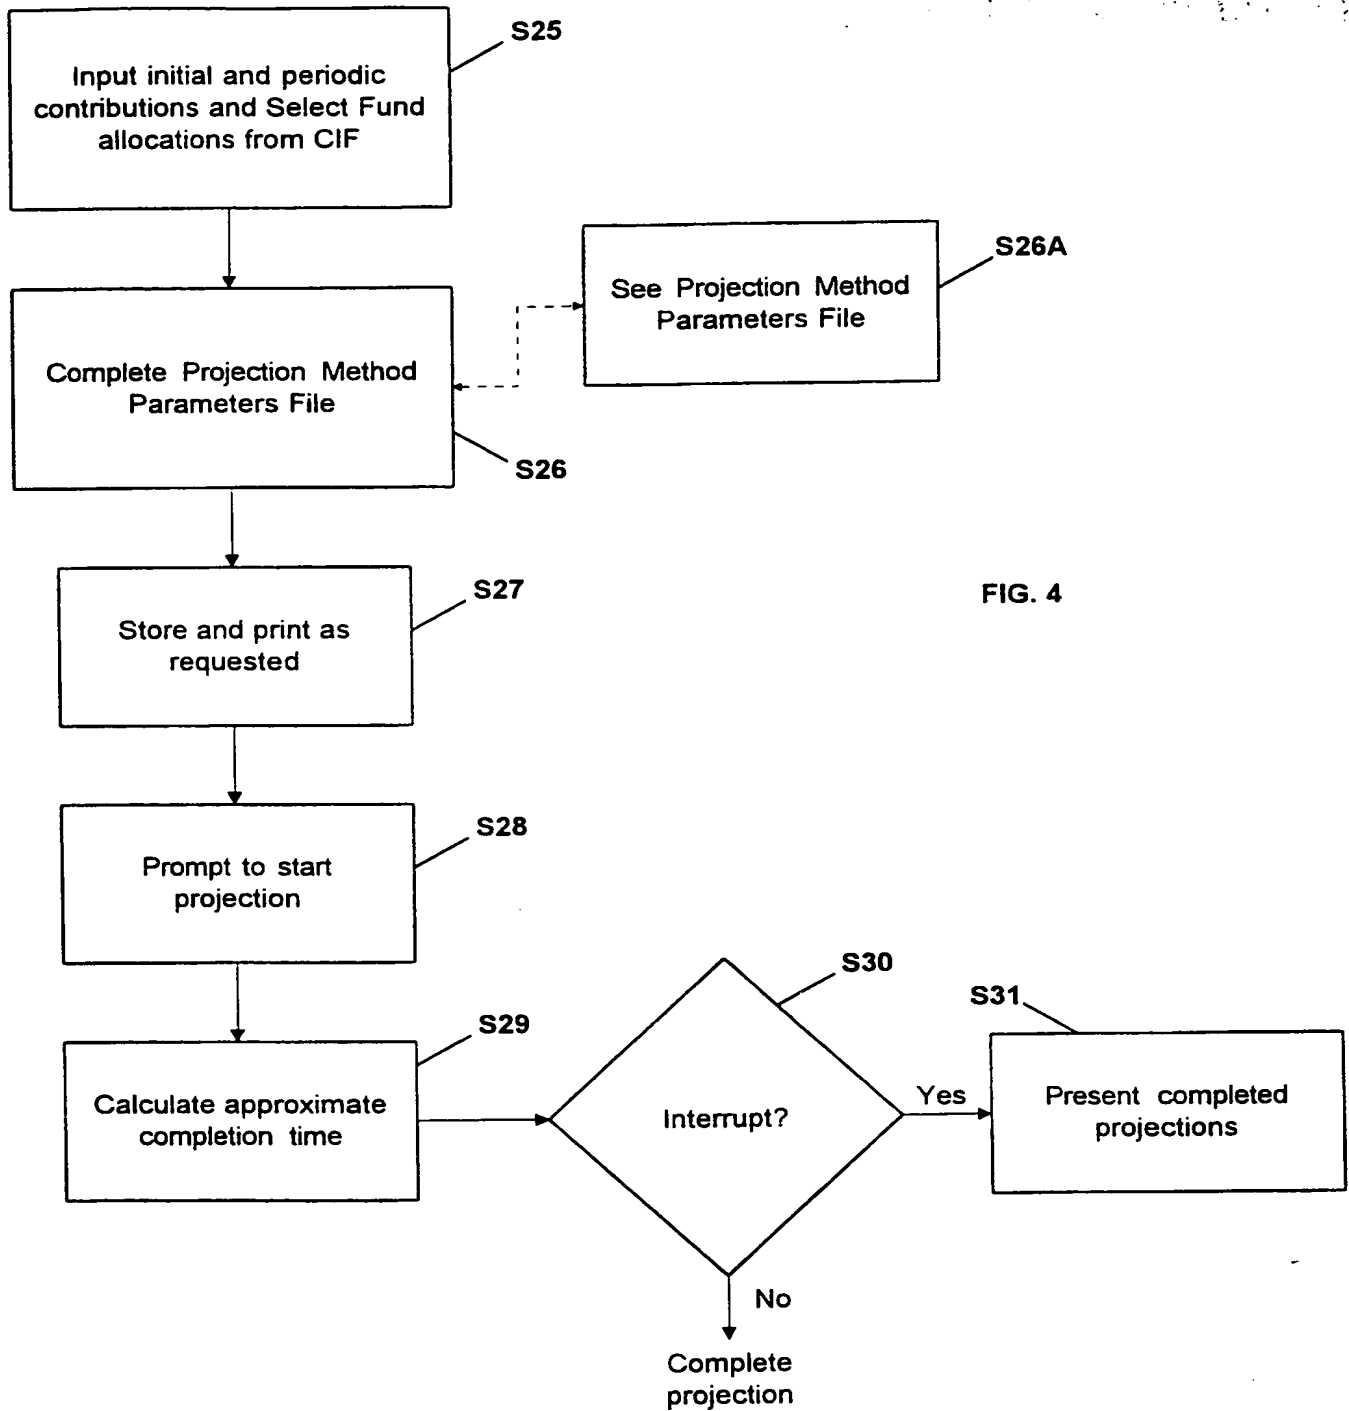 S25
Input initial and periodic
contributions and Select Fund
allocations from CIF
S26A
See Projection Method
Parameters File
Complete Projection Method
Parameters File
S26
S27
Store and print as
requested
FIG. 4
S28
Prompt to start
projection
S29
Calculate approximate
completion time
S30
Interrupt?
Yes
S31
Present completed
projections
No
Complete
projection